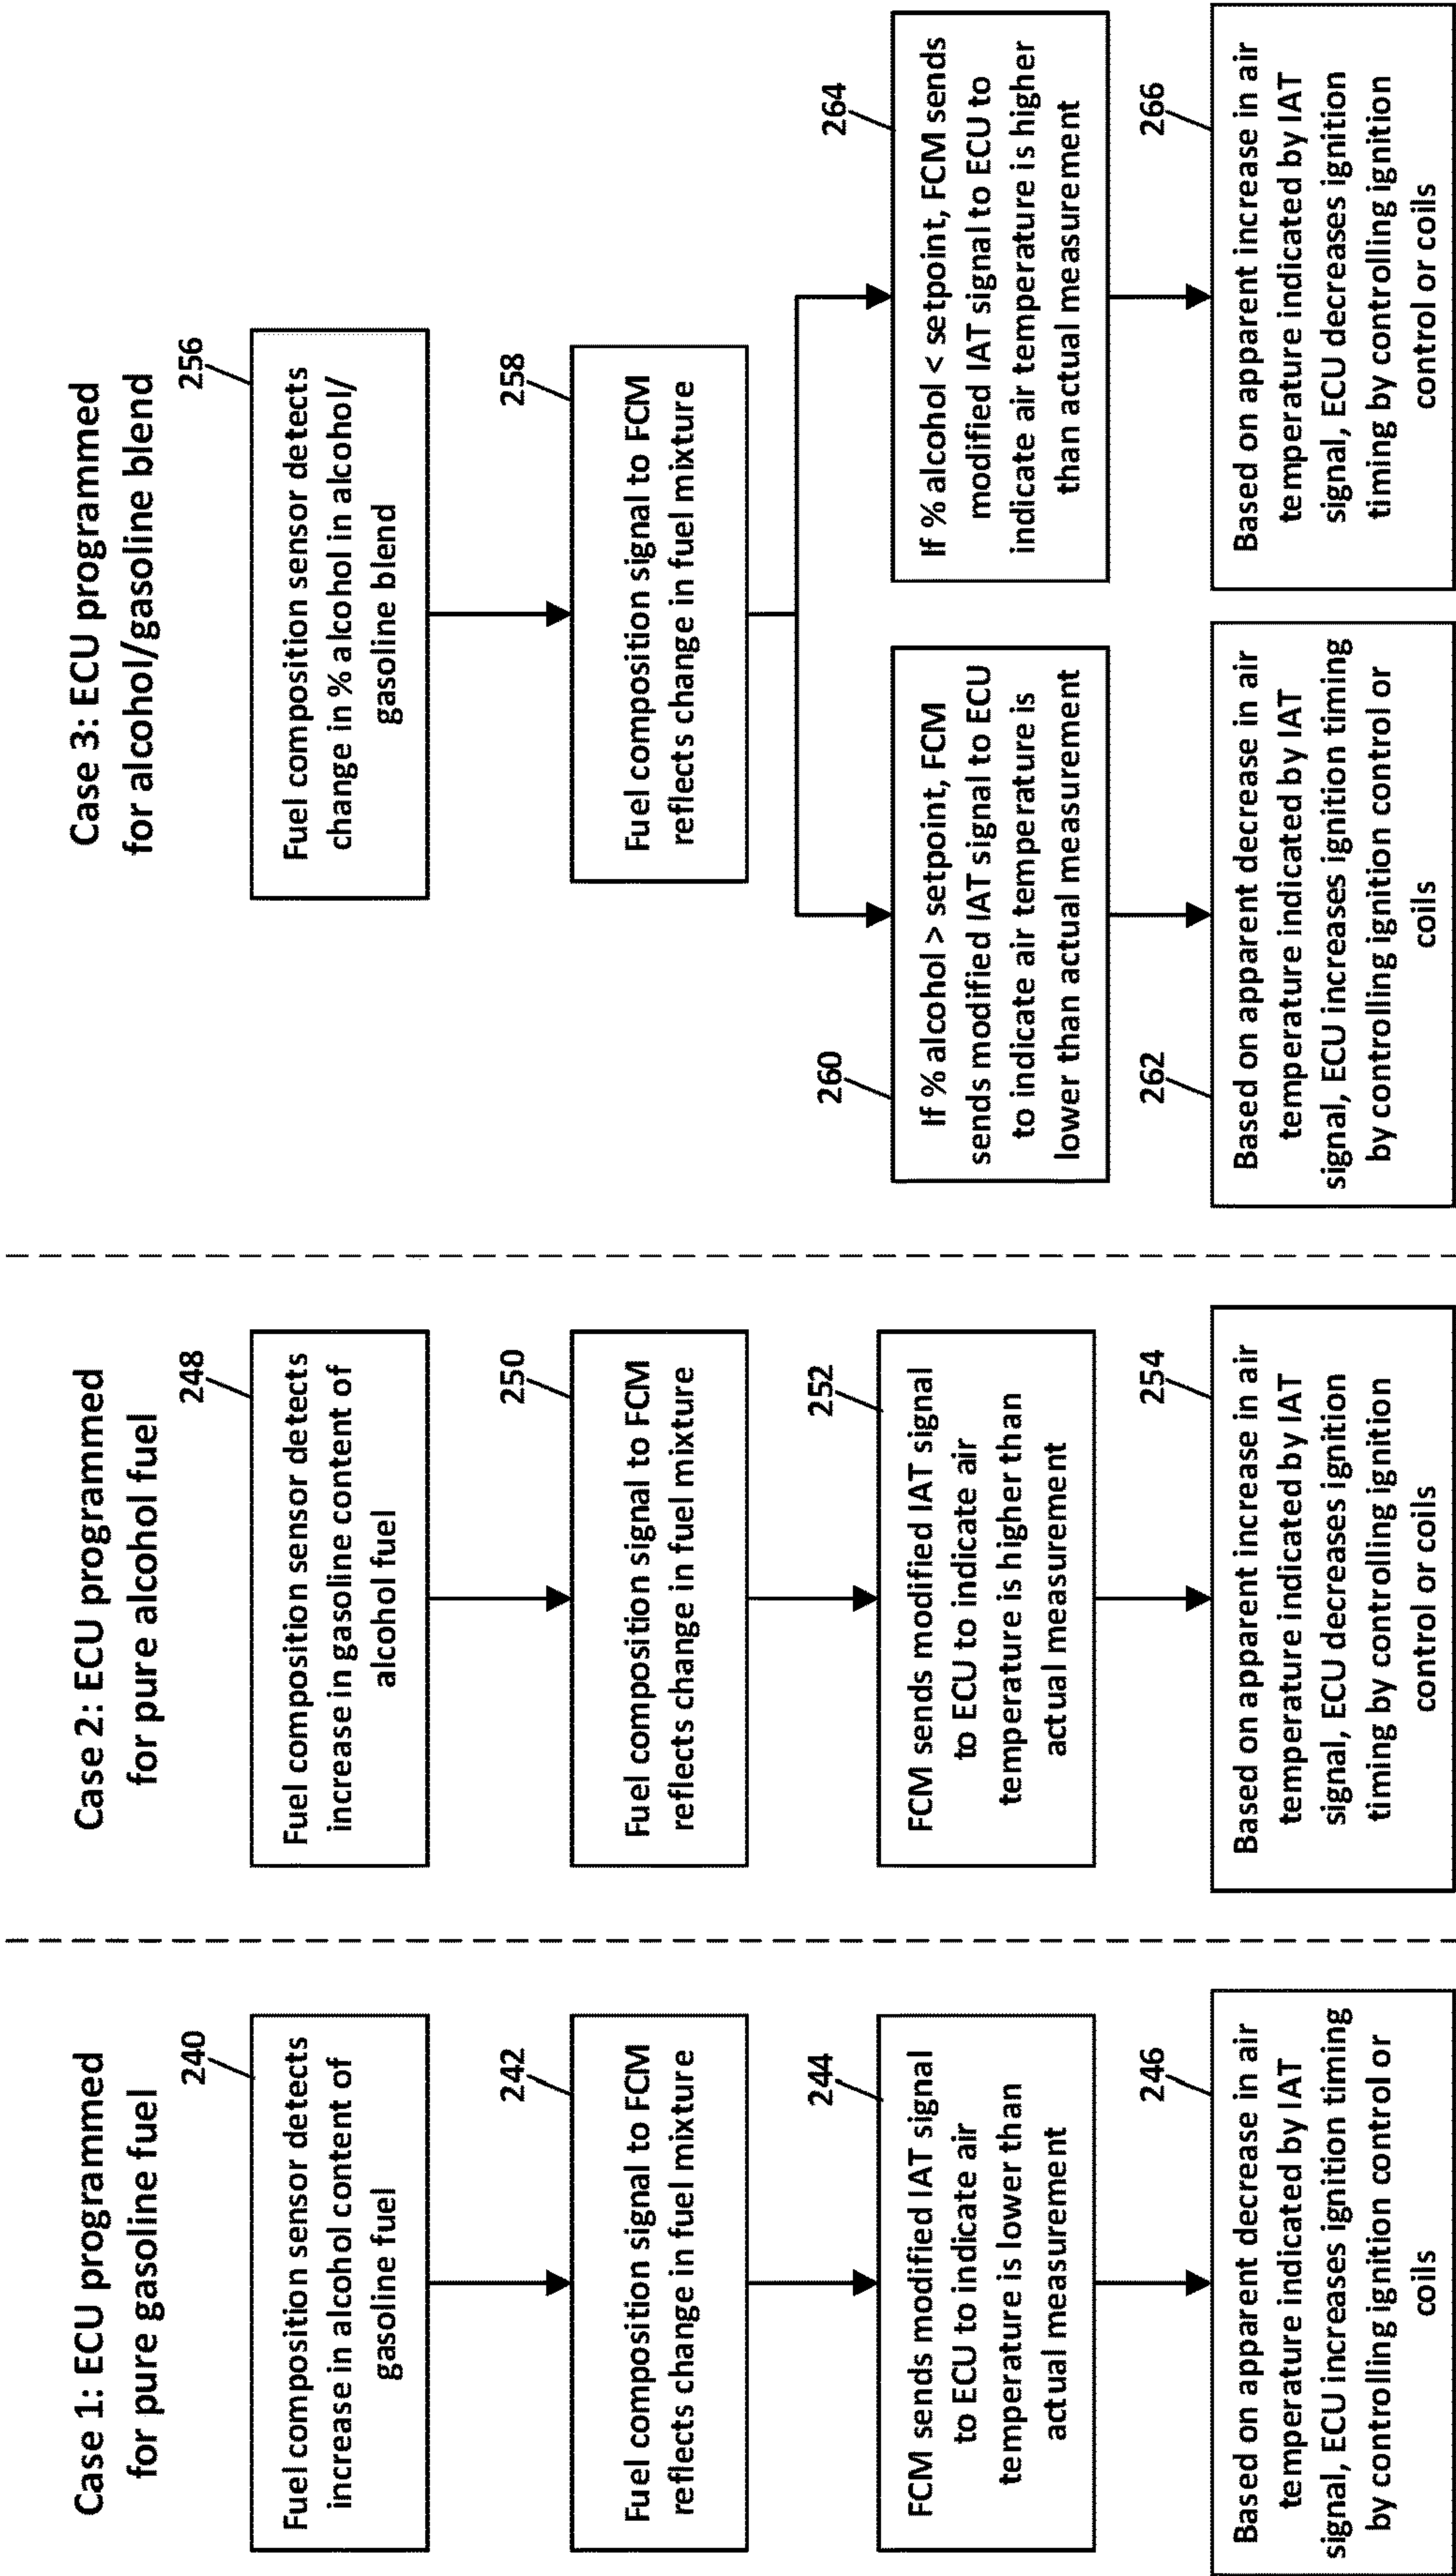 Case 1: ECU programmed
for pure gasoline fuel
240
Fuel composition sensor detects
increase in alcohol content of
gasoline fuel
242
Fuel composition signal to FCM
reflects change in fuel mixture
244
FCM sends modified IAT signal
to ECU to indicate air
temperature is lower than
actual measurement
246
Based on apparent decrease in air
temperature indicated by IAT
signal, ECU increases ignition timing
by controlling ignition control or
coils
Case 2: ECU programmed
for pure alcohol fuel
248
Fuel composition sensor detects
increase in gasoline content of
alcohol fuel
250
Fuel composition signal to FCM
reflects change in fuel mixture
252
FCM sends modified IAT signal
to ECU to indicate air
temperature is higher than
actual measurement
254
Based on apparent increase in air
temperature indicated by IAT
signal, ECU decreases ignition
timing by controlling ignition
control or coils
Case 3: ECU programmed
for alcohol/gasoline blend
256
Fuel composition sensor detects
change in % alcohol in alcohol/
gasoline blend
258
Fuel composition signal to FCM
reflects change in fuel mixture
260
If % alcohol > setpoint, FCM
sends modified IAT signal to ECU
to indicate air temperature is
lower than actual measurement
262
Based on apparent decrease in air
temperature indicated by IAT
signal, ECU increases ignition timing
by controlling ignition control or
coils
264
If % alcohol < setpoint, FCM sends
modified IAT signal to ECU to
indicate air temperature is higher
than actual measurement
266
Based on apparent increase in air
temperature indicated by IAT
signal, ECU decreases ignition
timing by controlling ignition
control or coils